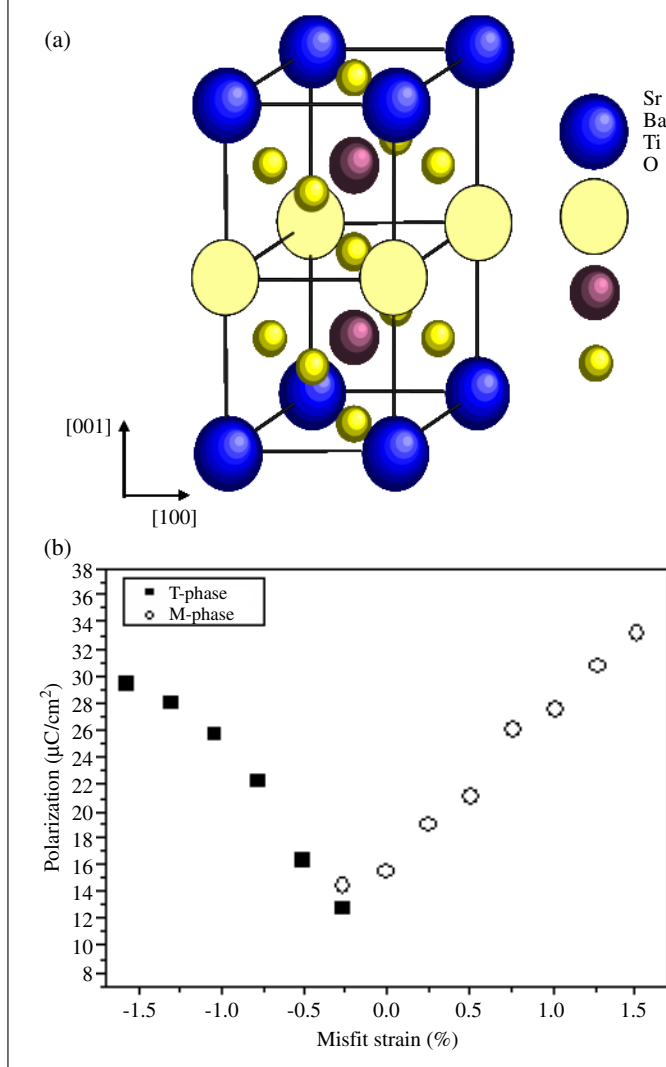 (a)
Sr
Ba
Ti
O
[001]
[100]
(b)
38
36
34
32
30
28
26
24
22
20
18
16
14
12
10
8
Polarization (μC/cm²)
T-phase
M-phase
-1.5
-1.0
-0.5
0.0
0.5
1.0
1.5
Misfit strain (%)